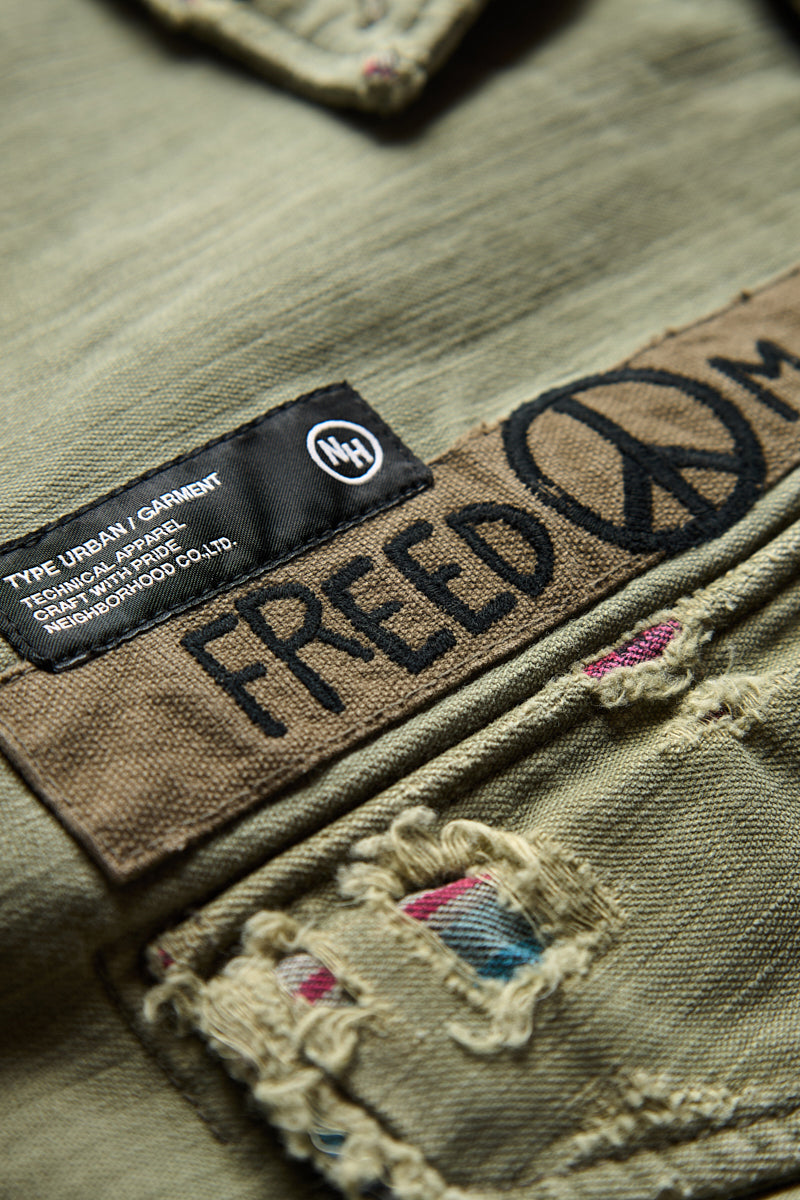 NH
TYPE URBAN / GARMENT
TECHNICAL APPAREL
CRAFT WITH PRIDE
NEIGHBORHOOD CO.,LTD.
FREED☮M